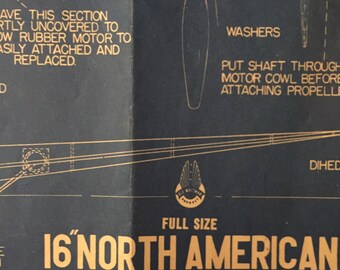 AVE THIS SECTION
RTLY UNCOVERED TO
OW RUBBER MOTOR TO
ASILY ATTACHED AND
REPLACED.
WASHERS
PUT SHAFT THROUGH
MOTOR COWL BEFORE
ATTACHING PROPELLE
DIHED
FULL SIZE
16" NORTH AMERICAN